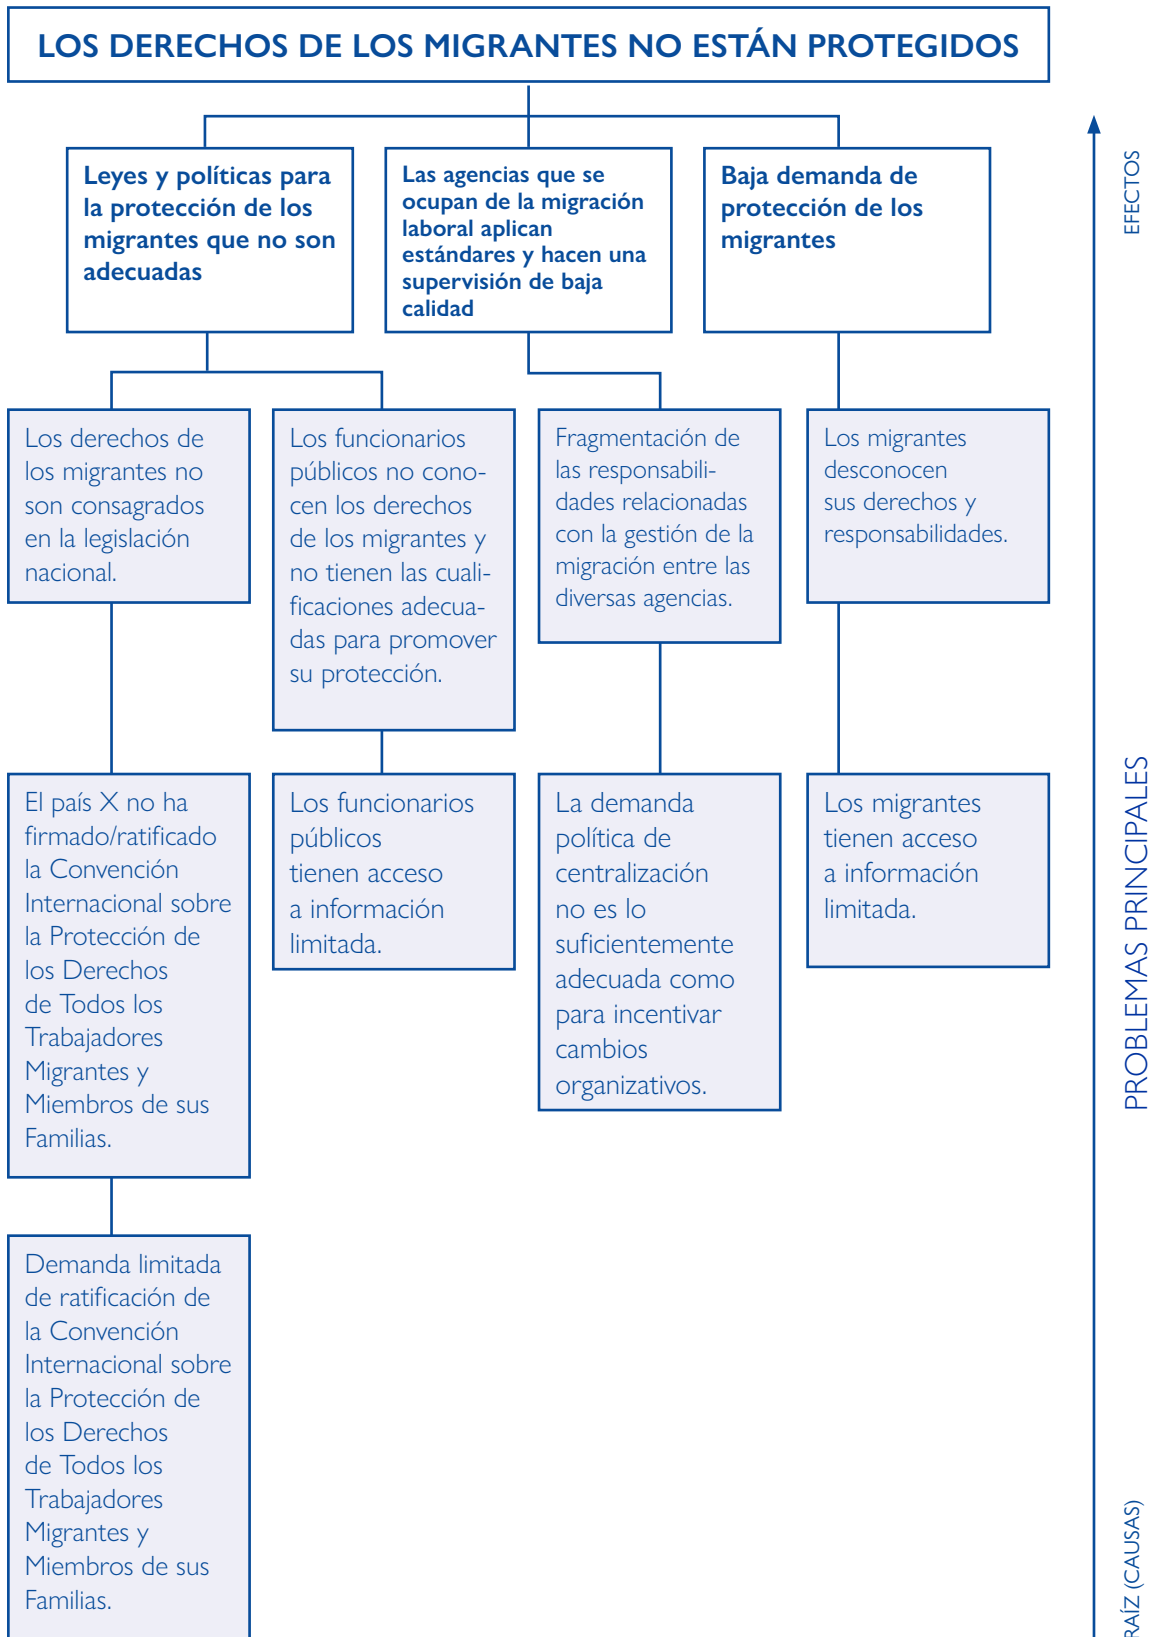 LOS DERECHOS DE LOS MIGRANTES NO ESTÁN PROTEGIDOS
Leyes y políticas para
la protección de los
migrantes que no son
adecuadas
Las agencias que se
ocupan de la migración
laboral aplican
estándares y hacen una
supervisión de baja
calidad
Baja demanda de
protección de los
migrantes
EFECTOS
Los derechos de
los migrantes no
son consagrados
en la legislación
nacional.
Los funcionarios
públicos no cono-
cen los derechos
de los migrantes y
no tienen las cuali-
ficaciones adecua-
das para promover
su protección.
Fragmentación de
las responsabili-
dades relacionadas
con la gestión de la
migración entre las
diversas agencias.
Los migrantes
desconocen
sus derechos y
responsabilidades.
El país X no ha
firmado/ratificado
la Convención
Internacional sobre
la Protección de
los Derechos
de Todos los
Trabajadores
Migrantes y
Miembros de sus
Familias.
Los funcionarios
públicos
tienen acceso
a información
limitada.
La demanda
política de
centralización
no es lo
suficientemente
adecuada como
para incentivar
cambios
organizativos.
Los migrantes
tienen acceso
a información
limitada.
PROBLEMAS PRINCIPALES
Demanda limitada
de ratificación de
la Convención
Internacional sobre
la Protección de
los Derechos
de Todos los
Trabajadores
Migrantes y
Miembros de sus
Familias.
RAÍZ (CAUSAS)